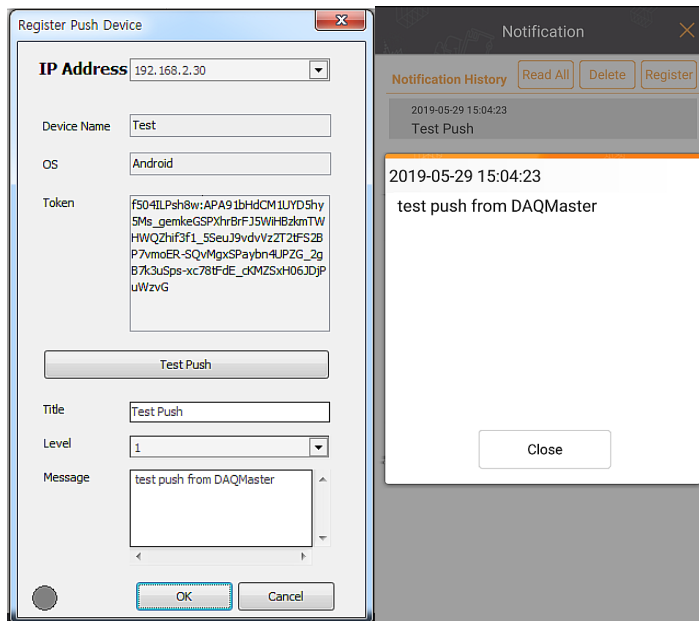 Register Push Device
IP Address
192.168.2.30
Device Name
Test
OS
Android
Token
f504ILPsh8w:APA91bHdCM1UYD5hy
5Ms_gemkeGSPXhrBrFJ5WiHBzkmTW
HWQZhif3f1_5SeuJ9vdvVz2T2tFS2B
P7vmoER-SQvMgxSPaybn4UPZG_2g
B7k3uSps-xc78tFdE_cKMZSxH06JDjP
uWzvG
Test Push
Title
Test Push
Level
1
Message
test push from DAQMaster
OK
Cancel
Notification
Notification History
Read All
Delete
Register
2019-05-29 15:04:23
Test Push
2019-05-29 15:04:23
test push from DAQMaster
Close